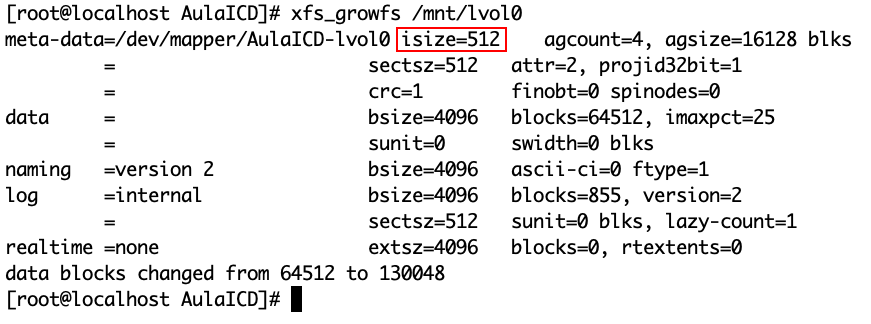 [root@localhost AulaICD]# xfs_growfs /mnt/lvol0
meta-data=/dev/mapper/AulaICD-lvol0 isize=512    agcount=4, agsize=16128 blks
         =                       sectsz=512   attr=2, projid32bit=1
         =                       crc=1        finobt=0 spinodes=0
data     =                       bsize=4096   blocks=64512, imaxpct=25
         =                       sunit=0      swidth=0 blks
naming   =version 2              bsize=4096   ascii-ci=0 ftype=1
log      =internal               bsize=4096   blocks=855, version=2
         =                       sectsz=512   sunit=0 blks, lazy-count=1
realtime =none                   extsz=4096   blocks=0, rtextents=0
data blocks changed from 64512 to 130048
[root@localhost AulaICD]#